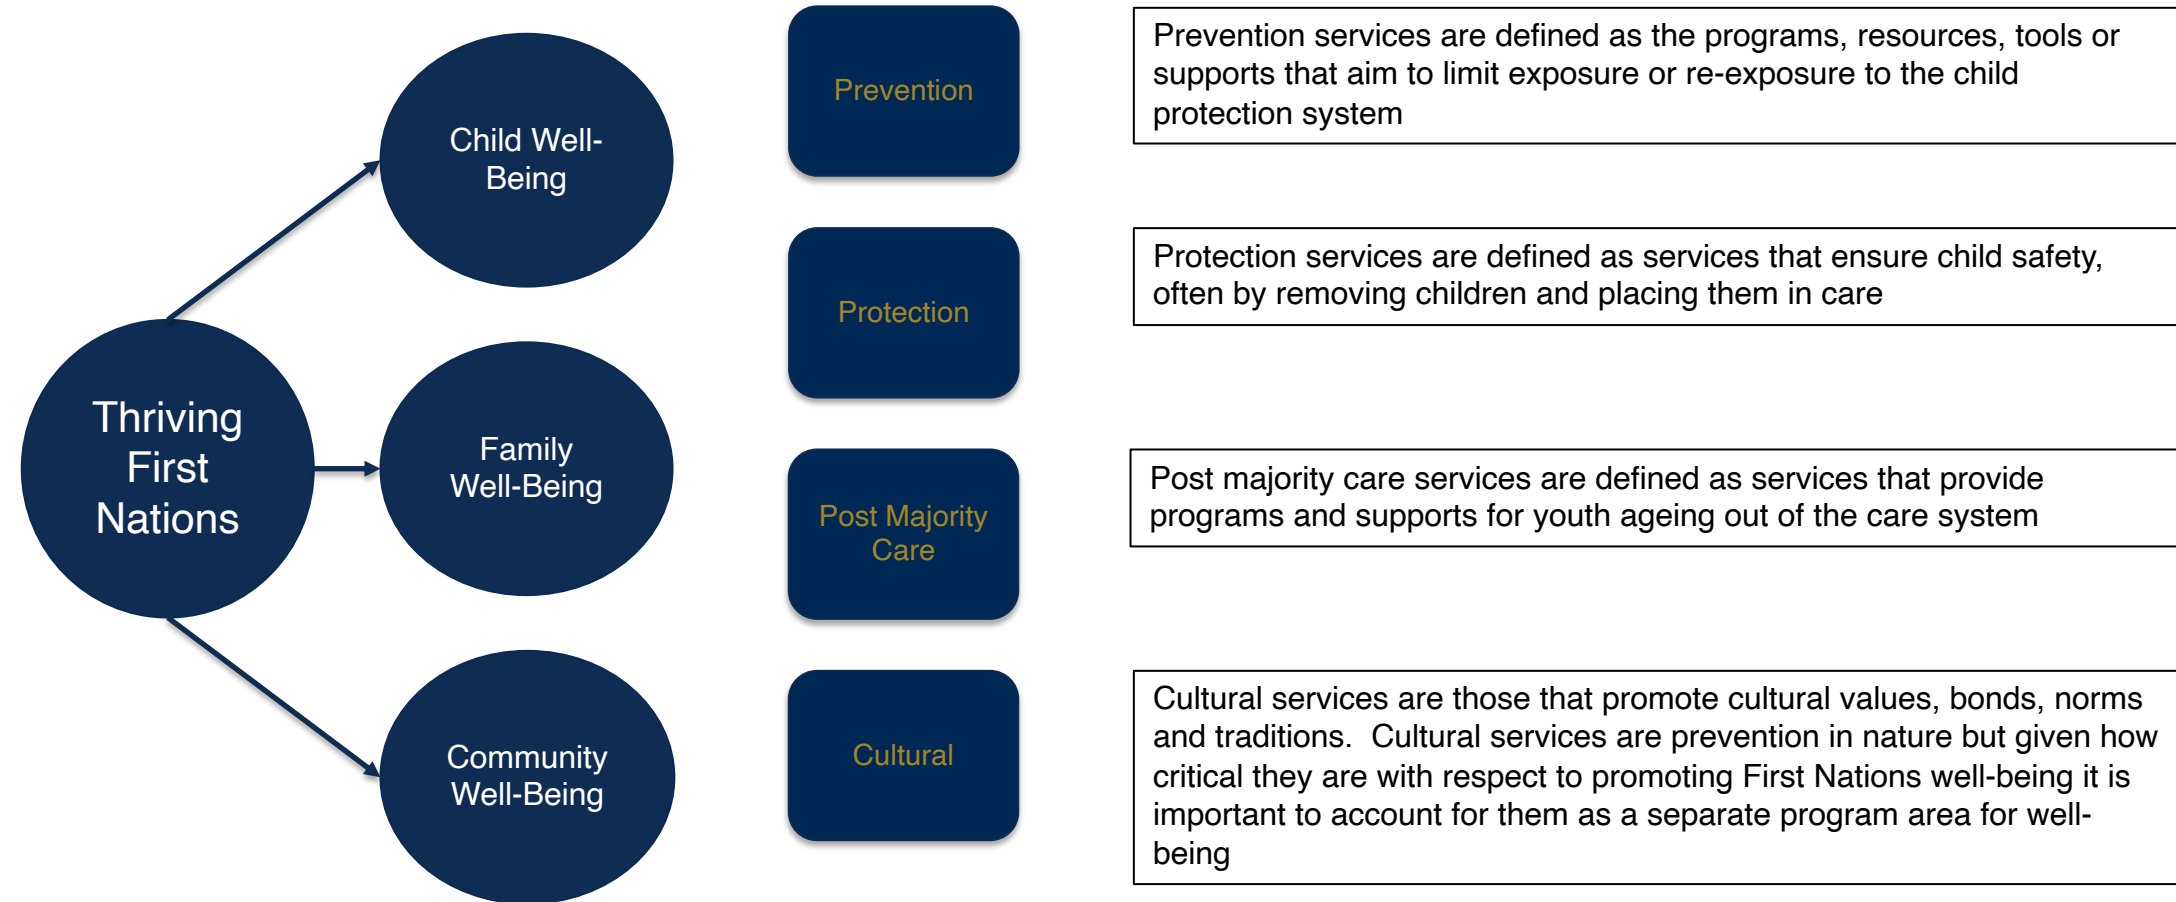 Thriving
First
Nations
Child Well-
Being
Family
Well-Being
Community
Well-Being
Prevention
Prevention services are defined as the programs, resources, tools or
supports that aim to limit exposure or re-exposure to the child
protection system
Protection
Protection services are defined as services that ensure child safety,
often by removing children and placing them in care
Post Majority
Care
Post majority care services are defined as services that provide
programs and supports for youth ageing out of the care system
Cultural
Cultural services are those that promote cultural values, bonds, norms
and traditions.  Cultural services are prevention in nature but given how
critical they are with respect to promoting First Nations well-being it is
important to account for them as a separate program area for well-
being